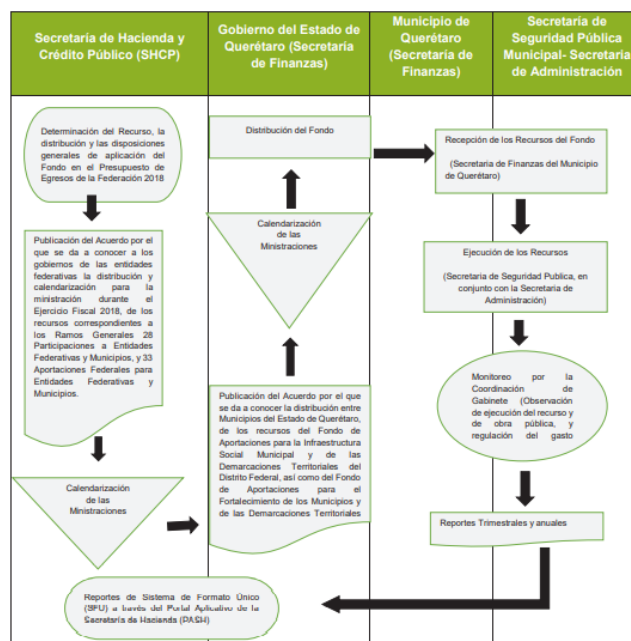 Secretaría de Hacienda y
Crédito Público (SHCP)
Gobierno del Estado de
Querétaro (Secretaría
de Finanzas)
Municipio de
Querétaro
(Secretaría de
Finanzas)
Secretaría de
Seguridad Pública
Municipal- Secretaria
de Administración
Determinación del Recurso, la
distribución y las disposiciones
generales de aplicación del
Fondo en el Presupuesto de
Egresos de la Federación 2018
Publicación del Acuerdo por el
que se da a conocer a los
gobiernos de las entidades
federativas la distribución y
calendarización para la
ministración durante el
Ejercicio Fiscal 2018, de los
recursos correspondientes a
los Ramos Generales 28
Participaciones a Entidades
Federativas y Municipios, y 33
Aportaciones Federales para
Entidades Federativas y
Municipios.
Calendarización
de las
Ministraciones
Distribución del Fondo
Calendarización
de las
Ministraciones
Publicación del Acuerdo por el que
se da a conocer la distribución entre
Municipios del Estado de Querétaro,
de los recursos del Fondo de
Aportaciones para la Infraestructura
Social Municipal y de las
Demarcaciones Territoriales del
Distrito Federal, así como del Fondo
de Aportaciones para el
Fortalecimiento de los Municipios y
de las Demarcaciones Territoriales
Recepción de los Recursos del Fondo
(Secretaria de Finanzas del Municipio
de Querétaro)
Ejecución de los Recursos
(Secretaria de Seguridad Publica, en
conjunto con la Secretaria de
Administración)
Monitoreo por la
Coordinación de
Gabinete (Observación
de ejecución del recurso y
de obra pública, y
regulación del gasto
Reportes Trimestrales y anuales
Reportes de Sistema de Formato Único
(SFU) a través del Portal Aplicativo de la
Secretaría de Hacienda (PASH)